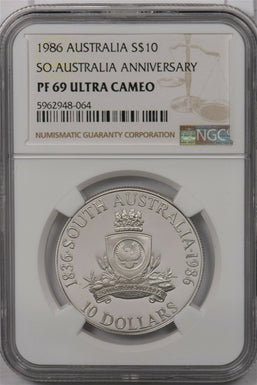 1986 AUSTRALIA S$10
SO.AUSTRALIA ANNIVERSARY
PF 69 ULTRA CAMEO
5962948-064
NUMISMATIC GUARANTY CORPORATION
NGC
1836·SOUTH AUSTRALIA·1986
10 DOLLARS